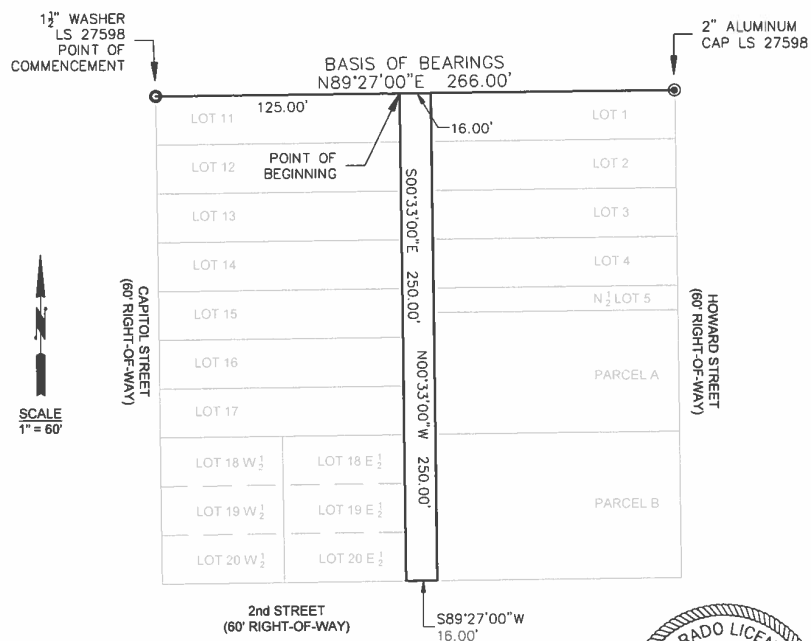 1½" WASHER
LS 27598
POINT OF
COMMENCEMENT
2" ALUMINUM
CAP LS 27598
BASIS OF BEARINGS
N89°27'00"E 266.00'
125.00'
16.00'
POINT OF
BEGINNING
LOT 11
LOT 12
LOT 13
LOT 14
LOT 15
LOT 16
LOT 17
LOT 18 W½
LOT 18 E½
LOT 19 W½
LOT 19 E½
LOT 20 W½
LOT 20 E½
S00°33'00"E 250.00'
N00°33'00"W 250.00'
LOT 1
LOT 2
LOT 3
LOT 4
N½ LOT 5
PARCEL A
PARCEL B
CAPITOL STREET
(60' RIGHT-OF-WAY)
HOWARD STREET
(60' RIGHT-OF-WAY)
N
SCALE
1" = 60'
2nd STREET
(60' RIGHT-OF-WAY)
S89°27'00"W
16.00'
RADO LICEN